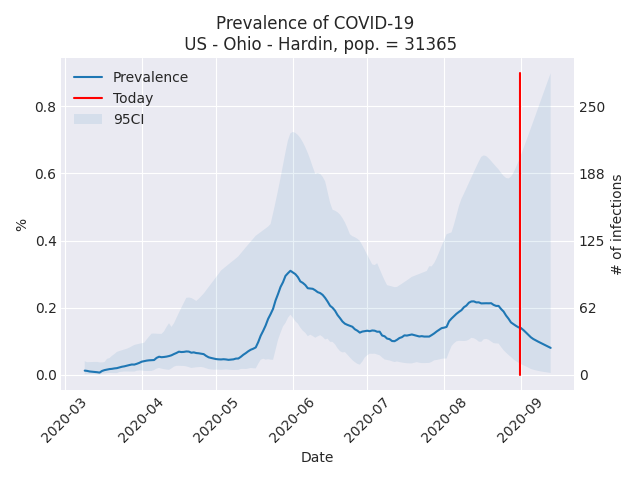 Prevalence of COVID-19
US - Ohio - Hardin, pop. = 31365
Prevalence
Today
95CI
0.8
0.6
0.4
0.2
0.0
%
250
188
125
62
0
# of infections
2020-03
2020-04
2020-05
2020-06
2020-07
2020-08
2020-09
Date